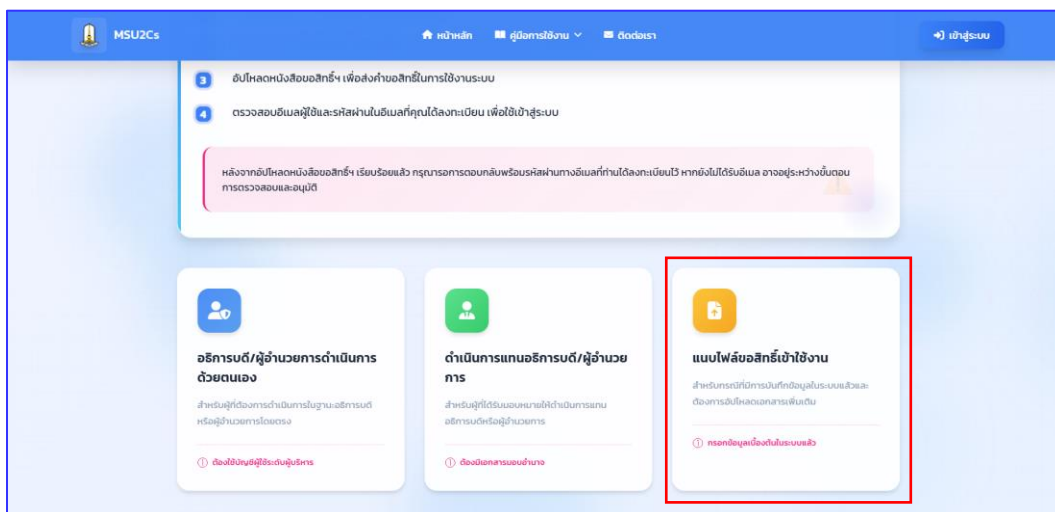 MSU2Cs
หน้าหลัก
คู่มือการใช้งาน
ติดต่อเรา
เข้าสู่ระบบ
3 อัปโหลดหนังสือขอสิทธิ์ฯ เพื่อส่งคำขอสิทธิ์ในการใช้งานระบบ
4 ตรวจสอบอีเมลผู้ใช้และรหัสผ่านในอีเมลที่คุณได้ลงทะเบียน เพื่อใช้เข้าสู่ระบบ
หลังจากอัปโหลดหนังสือขอสิทธิ์ฯ เรียบร้อยแล้ว กรุณารอการตอบกลับพร้อมรหัสผ่านทางอีเมลที่ท่านได้ลงทะเบียนไว้ หากยังไม่ได้รับอีเมล อาจอยู่ระหว่างขั้นตอน
การตรวจสอบและอนุมัติ
อธิการบดี/ผู้อำนวยการดำเนินการ
ด้วยตนเอง
สำหรับผู้ที่ต้องการดำเนินการในฐานะอธิการบดี
หรือผู้อำนวยการโดยตรง
ต้องใช้บัญชีผู้ใช้ระดับผู้บริหาร
ดำเนินการแทนอธิการบดี/ผู้อำนวย
การ
สำหรับผู้ที่ได้รับมอบหมายให้ดำเนินการแทน
อธิการบดีหรือผู้อำนวยการ
ต้องมีเอกสารมอบอำนาจ
แนบไฟล์ขอสิทธิ์เข้าใช้งาน
สำหรับกรณีที่มีการบันทึกข้อมูลในระบบแล้วและ
ต้องการอัปโหลดเอกสารเพิ่มเติม
กรอกข้อมูลเบื้องต้นในระบบแล้ว